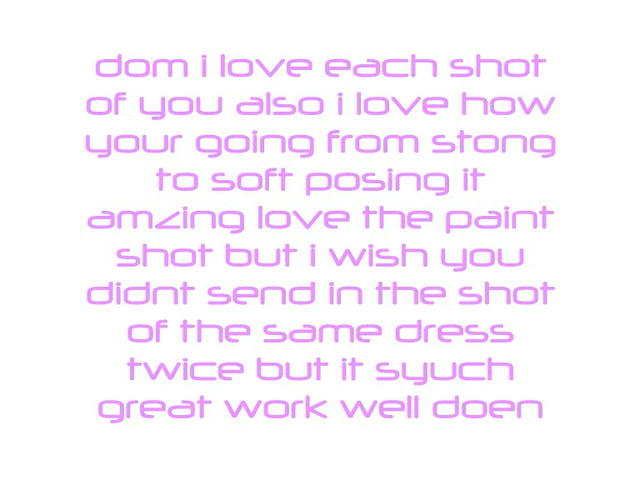 dom i love each shot
of you also i love how
your going from stong
to soft posing it
amzing love the paint
shot but i wish you
didnt send in the shot
of the same dress
twice but it syuch
great work well doen